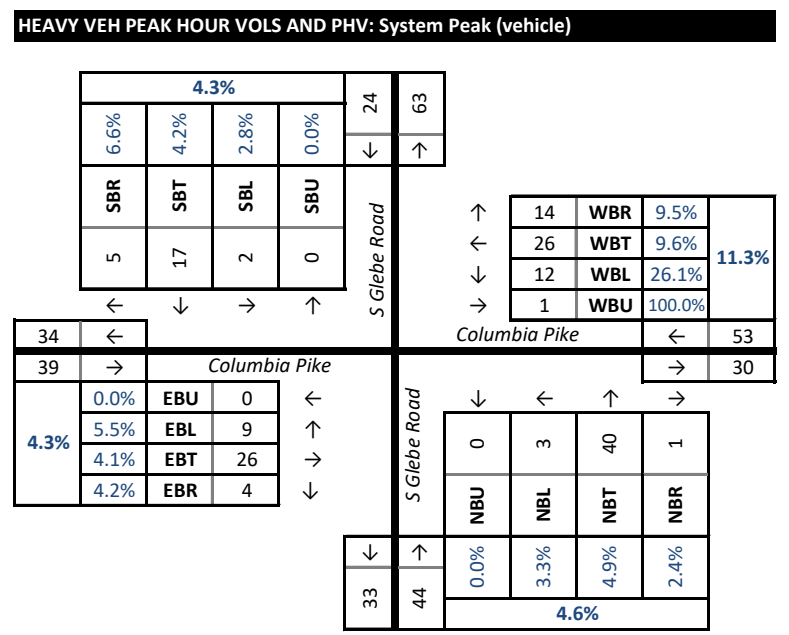 HEAVY VEH PEAK HOUR VOLS AND PHV: System Peak (vehicle)
4.3%
6.6% 4.2% 2.8% 0.0%
SBR SBT SBL SBU
5 17 2 0
← ↓ → ↑
24 63
↓ ↑
S Glebe Road
↑ 14 WBR 9.5%
← 26 WBT 9.6%
↓ 12 WBL 26.1%
→ 1 WBU 100.0%
11.3%
34 ← Columbia Pike ← 53
39 → Columbia Pike → 30
4.3%
0.0% EBU 0 ←
5.5% EBL 9 ↑
4.1% EBT 26 →
4.2% EBR 4 ↓
S Glebe Road
↓ ← ↑ →
0 3 40 1
NBU NBL NBT NBR
0.0% 3.3% 4.9% 2.4%
4.6%
↓ ↑
33 44